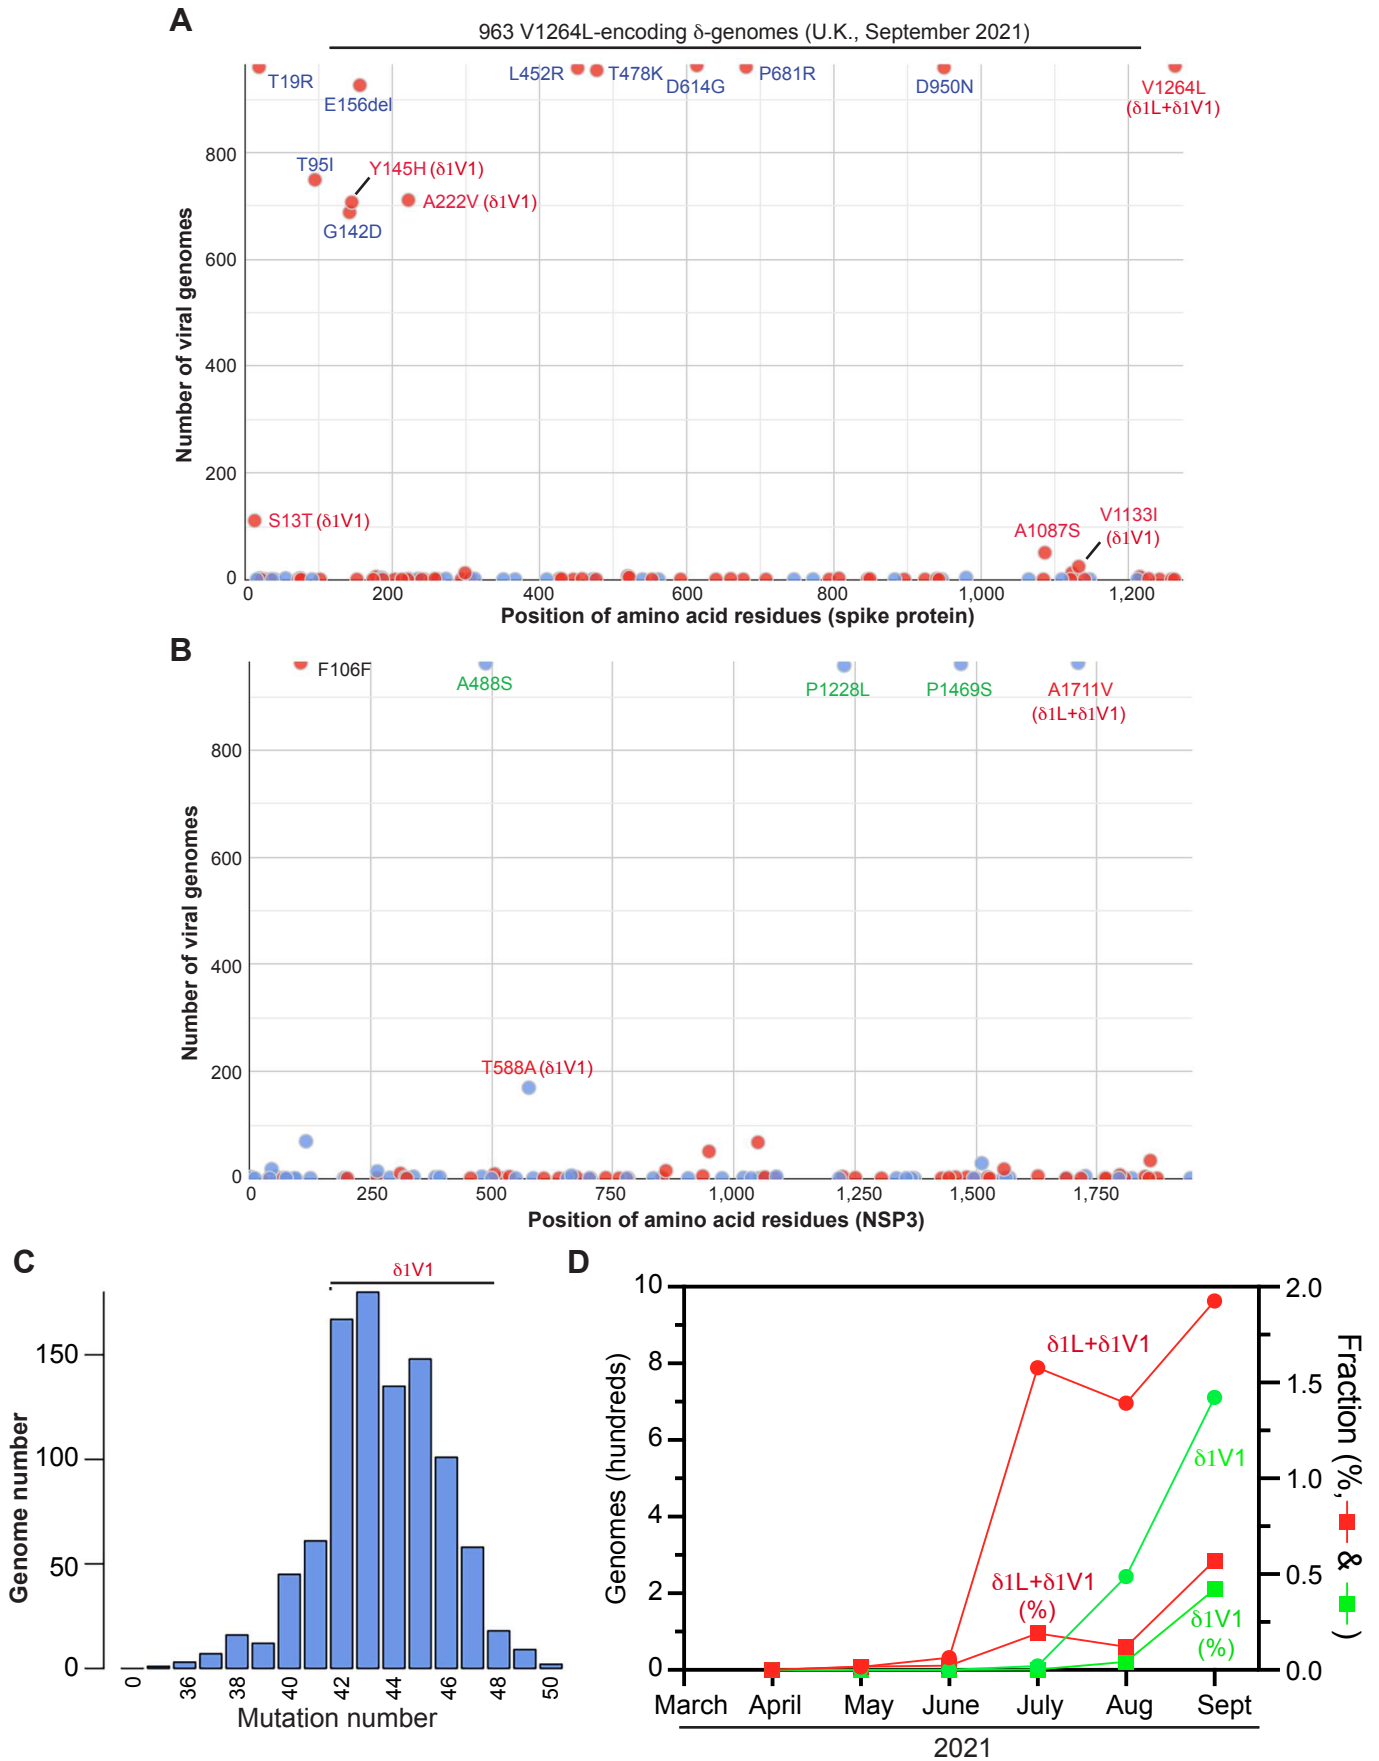 A
963 V1264L-encoding δ-genomes (U.K., September 2021)
T19R
E156del
L452R
T478K
D614G
P681R
D950N
V1264L
(δ1L+δ1V1)
T95I
Y145H (δ1V1)
A222V (δ1V1)
G142D
S13T (δ1V1)
A1087S
V1133I
(δ1V1)
Number of viral genomes
800
600
400
200
0
0 200 400 600 800 1,000 1,200
Position of amino acid residues (spike protein)
B
F106F
A488S
P1228L
P1469S
A1711V
(δ1L+δ1V1)
T588A (δ1V1)
Number of viral genomes
800
600
400
200
0
0 250 500 750 1,000 1,250 1,500 1,750
Position of amino acid residues (NSP3)
C
δ1V1
Genome number
150
100
50
0
0 36 38 40 42 44 46 48 50
Mutation number
D
Genomes (hundreds)
10
8
6
4
2
0
δ1L+δ1V1
δ1V1
δ1L+δ1V1
(%)
δ1V1
(%)
2.0
1.5
1.0
0.5
0.0
Fraction (%, & )
March April May June July Aug Sept
2021